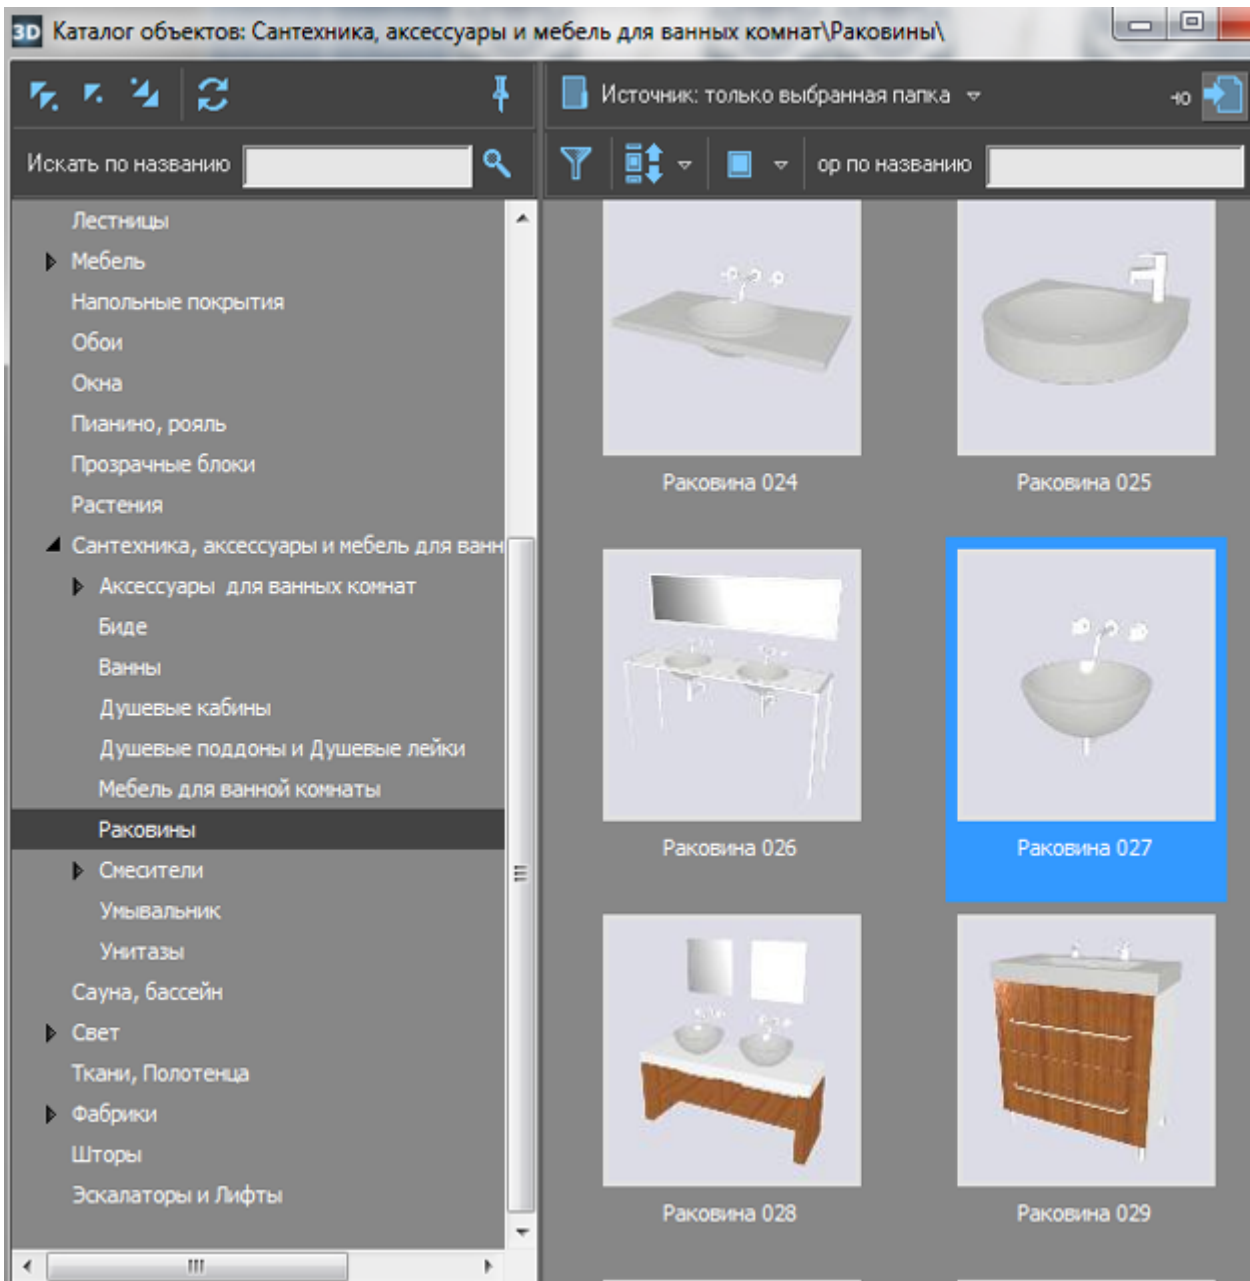 3D Каталог объектов: Сантехника, аксессуары и мебель для ванных комнат\Раковины\
Источник: только выбранная папка
-ю
Искать по названию
ор по названию
Лестницы
Мебель
Напольные покрытия
Обои
Окна
Пианино, рояль
Прозрачные блоки
Растения
Сантехника, аксессуары и мебель для ванн
Аксессуары для ванных комнат
Биде
Ванны
Душевые кабины
Душевые поддоны и Душевые лейки
Мебель для ванной комнаты
Раковины
Смесители
Умывальник
Унитазы
Сауна, бассейн
Свет
Ткани, Полотенца
Фабрики
Шторы
Эскалаторы и Лифты
Раковина 024
Раковина 025
Раковина 026
Раковина 027
Раковина 028
Раковина 029